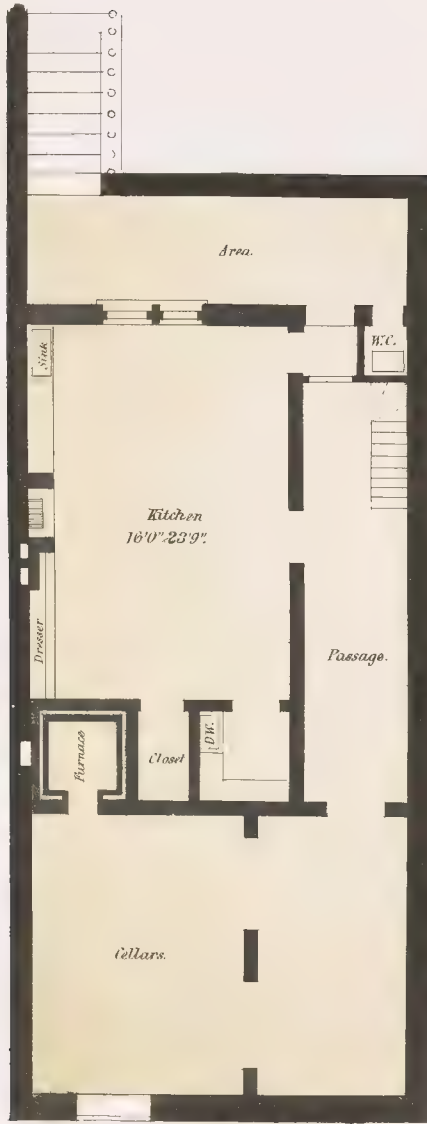 Area.
W.C.
Sink
Kitchen
16'0" × 23'9".
Dresser
Passage.
D.W.
Closet
Furnace
Cellars.